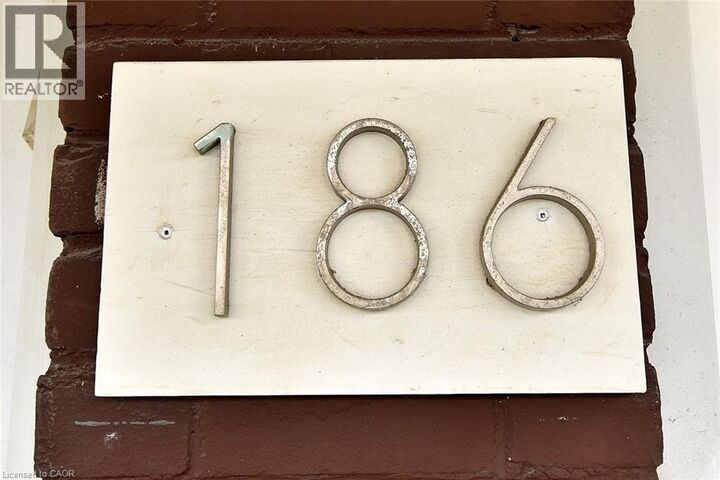 R
REALTOR®
186
Licensed to CAOR